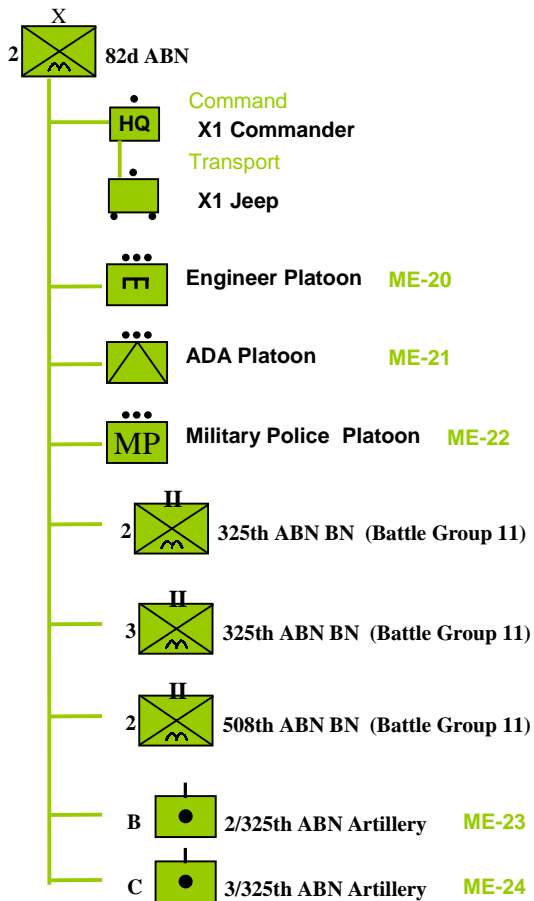 X
2 82d ABN
Command
HQ X1 Commander
Transport
X1 Jeep
Engineer Platoon ME-20
ADA Platoon ME-21
MP Military Police Platoon ME-22
II
2 325th ABN BN (Battle Group 11)
II
3 325th ABN BN (Battle Group 11)
II
2 508th ABN BN (Battle Group 11)
B 2/325th ABN Artillery ME-23
C 3/325th ABN Artillery ME-24